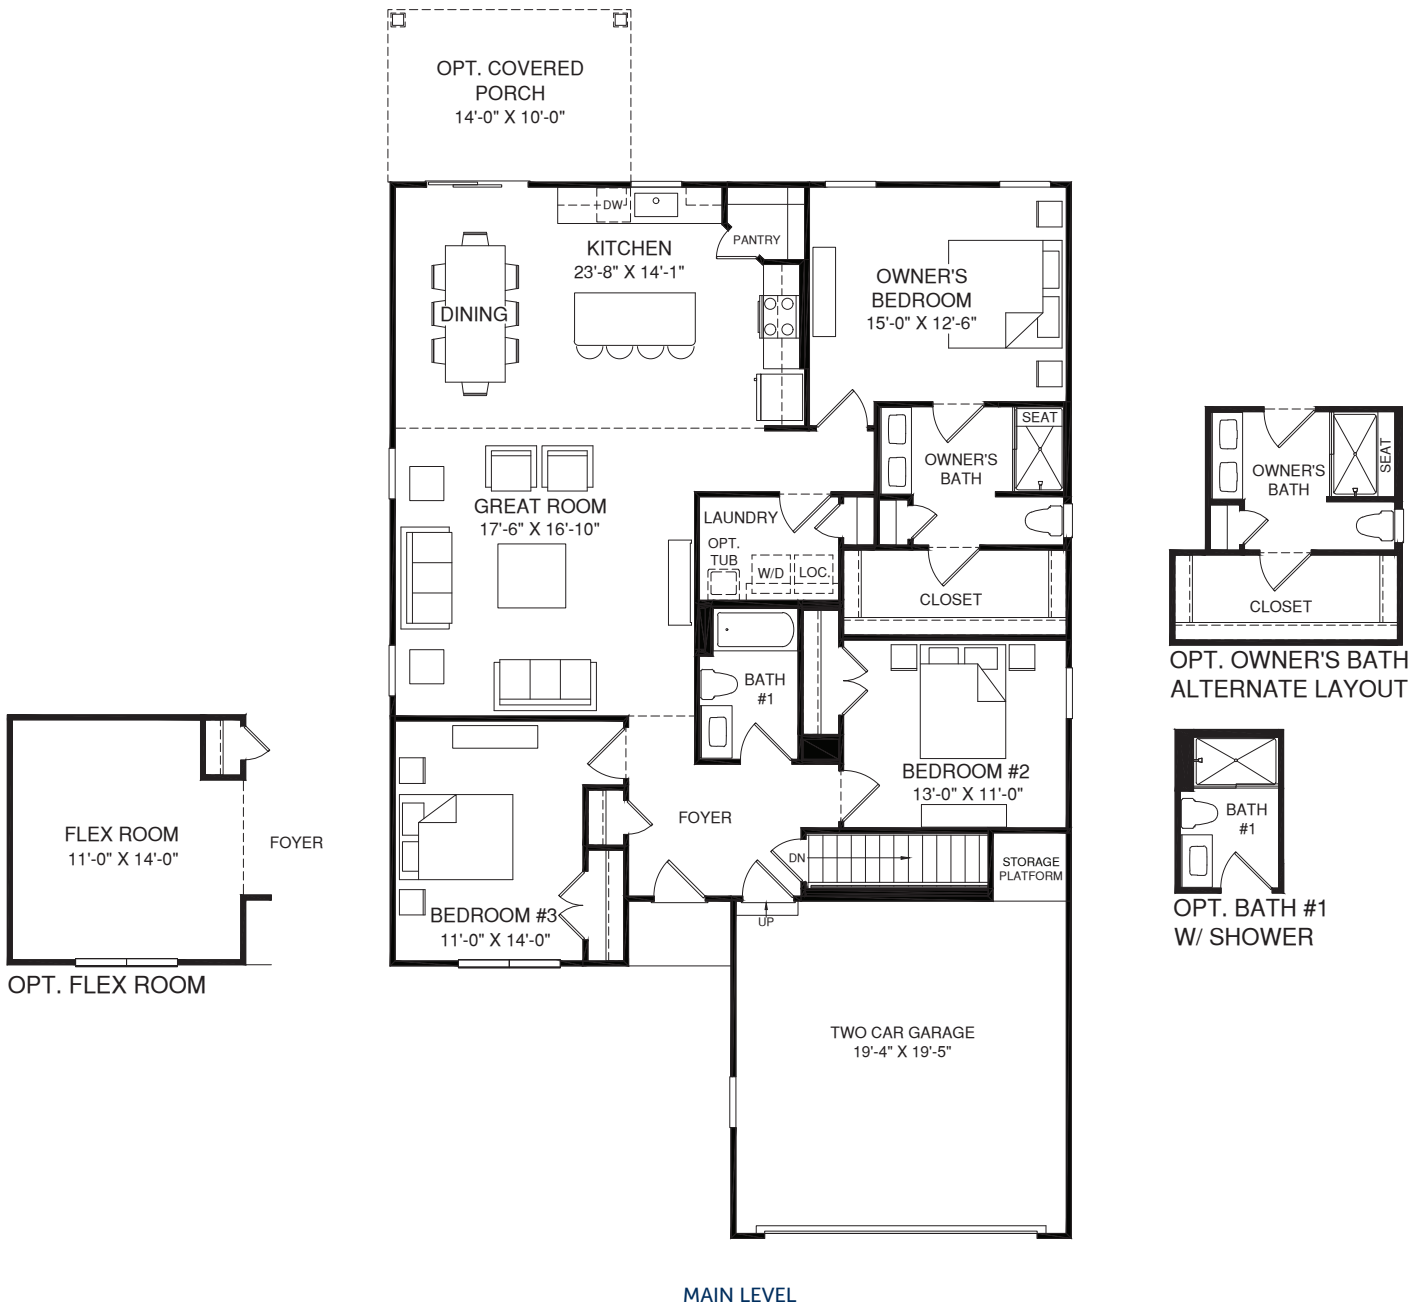 OPT. COVERED
PORCH
14'-0" X 10'-0"
DW
KITCHEN
23'-8" X 14'-1"
PANTRY
DINING
OWNER'S
BEDROOM
15'-0" X 12'-6"
SEAT
OWNER'S
BATH
GREAT ROOM
17'-6" X 16'-10"
LAUNDRY
OPT.
TUB
W/D
LOC.
CLOSET
BATH
#1
BEDROOM #2
13'-0" X 11'-0"
FOYER
DN
STORAGE
PLATFORM
BEDROOM #3
11'-0" X 14'-0"
UP
TWO CAR GARAGE
19'-4" X 19'-5"
FLEX ROOM
11'-0" X 14'-0"
FOYER
OPT. FLEX ROOM
OWNER'S
BATH
SEAT
CLOSET
OPT. OWNER'S BATH
ALTERNATE LAYOUT
BATH
#1
OPT. BATH #1
W/ SHOWER
MAIN LEVEL